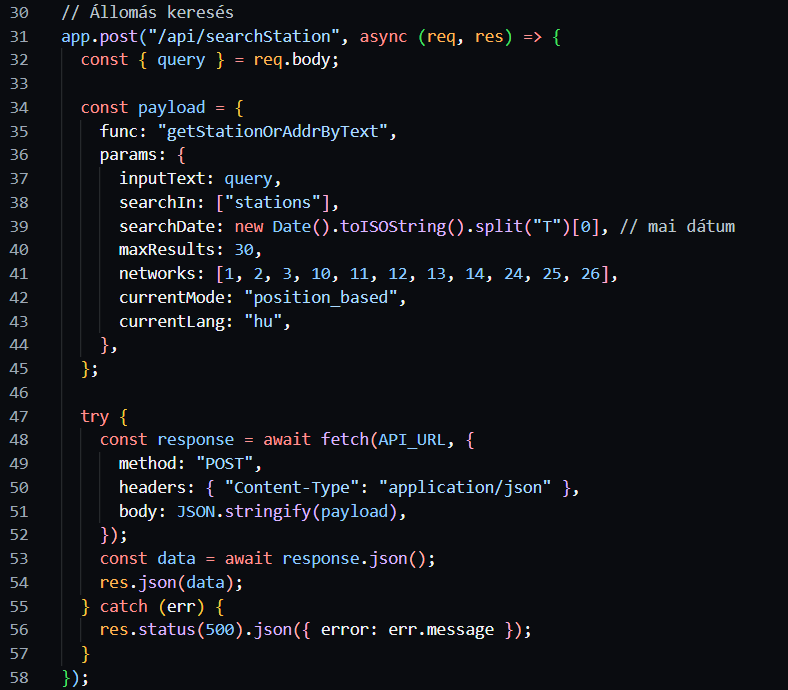 30 // Állomás keresés
31 app.post("/api/searchStation", async (req, res) => {
32   const { query } = req.body;
33
34   const payload = {
35     func: "getStationOrAddrByText",
36     params: {
37       inputText: query,
38       searchIn: ["stations"],
39       searchDate: new Date().toISOString().split("T")[0], // mai dátum
40       maxResults: 30,
41       networks: [1, 2, 3, 10, 11, 12, 13, 14, 24, 25, 26],
42       currentMode: "position_based",
43       currentLang: "hu",
44     },
45   };
46
47   try {
48     const response = await fetch(API_URL, {
49       method: "POST",
50       headers: { "Content-Type": "application/json" },
51       body: JSON.stringify(payload),
52     });
53     const data = await response.json();
54     res.json(data);
55   } catch (err) {
56     res.status(500).json({ error: err.message });
57   }
58 });